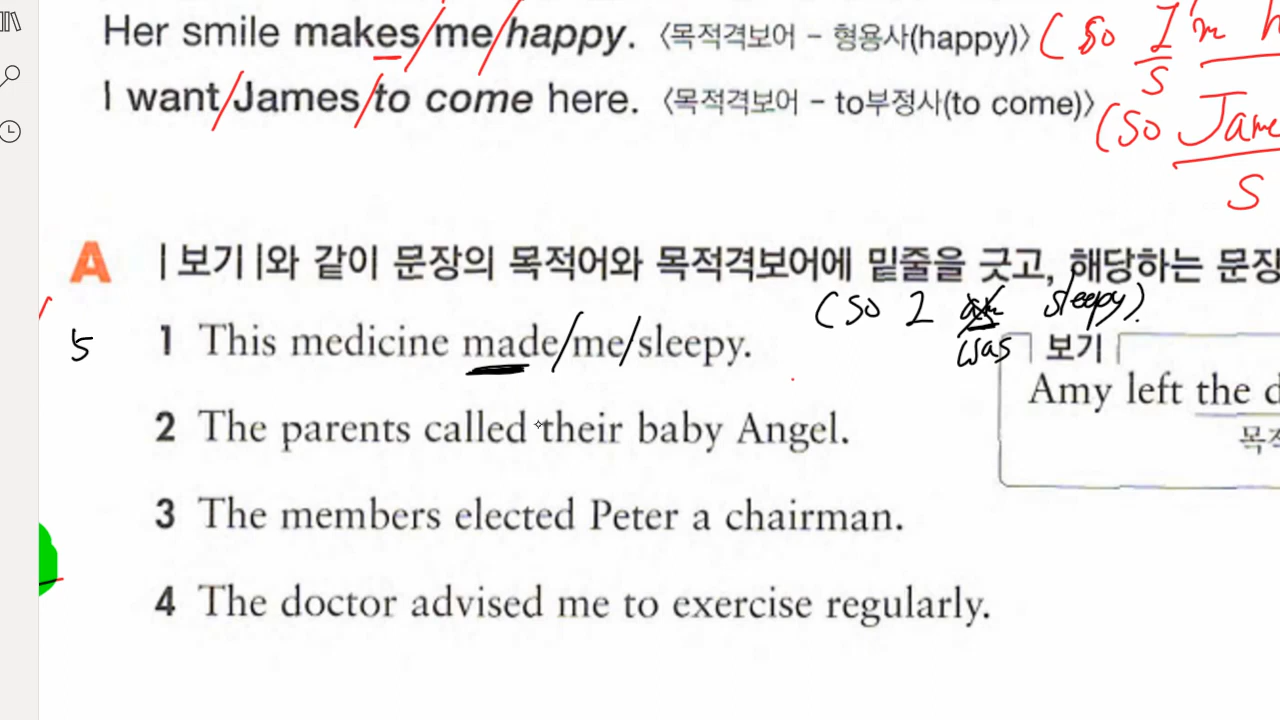 Her smile makes/me/happy. 〈목적격보어 – 형용사(happy)〉 (so I'm
S
I want/James/to come here. 〈목적격보어 – to부정사(to come)〉
(so Jame
S
A |보기|와 같이 문장의 목적어와 목적격보어에 밑줄을 긋고, 해당하는 문장
(so I am sleepy).
was
5
1 This medicine made/me/sleepy.
보기
Amy left the d
목적
2 The parents called their baby Angel.
3 The members elected Peter a chairman.
4 The doctor advised me to exercise regularly.